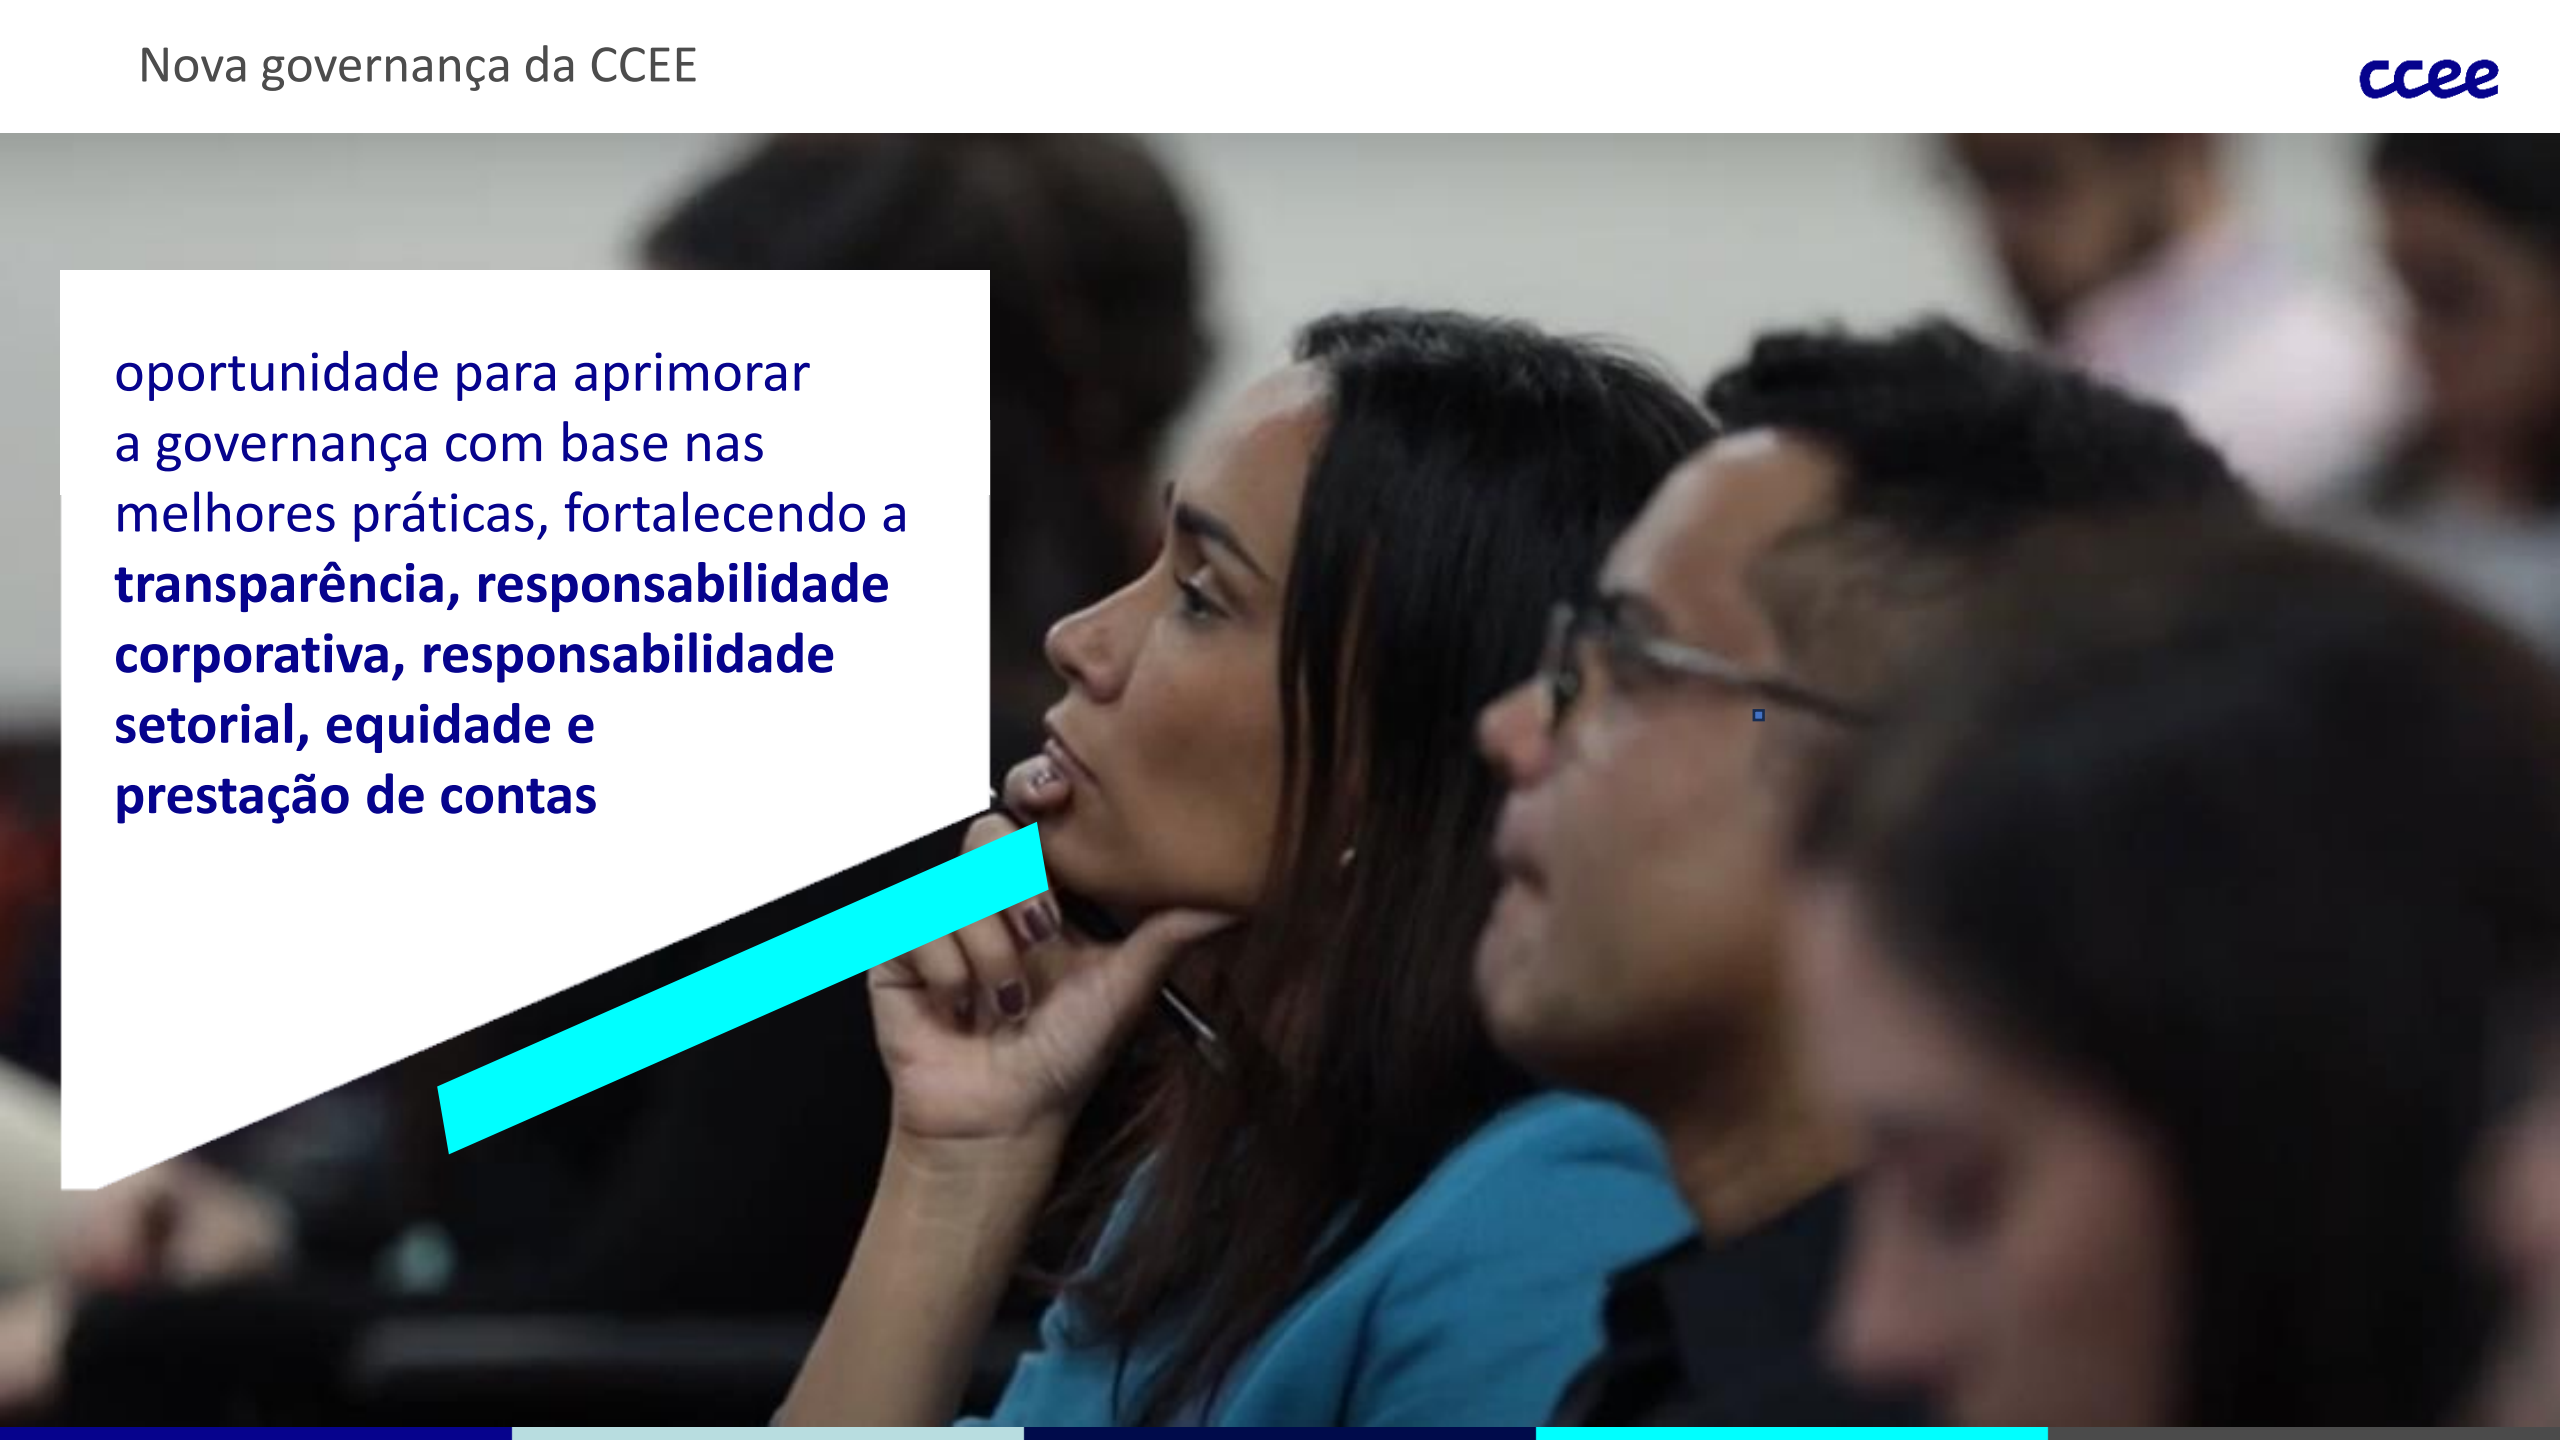 Nova governança da CCEE
ccee
oportunidade para aprimorar
a governança com base nas
melhores práticas, fortalecendo a
transparência, responsabilidade
corporativa, responsabilidade
setorial, equidade e
prestação de contas